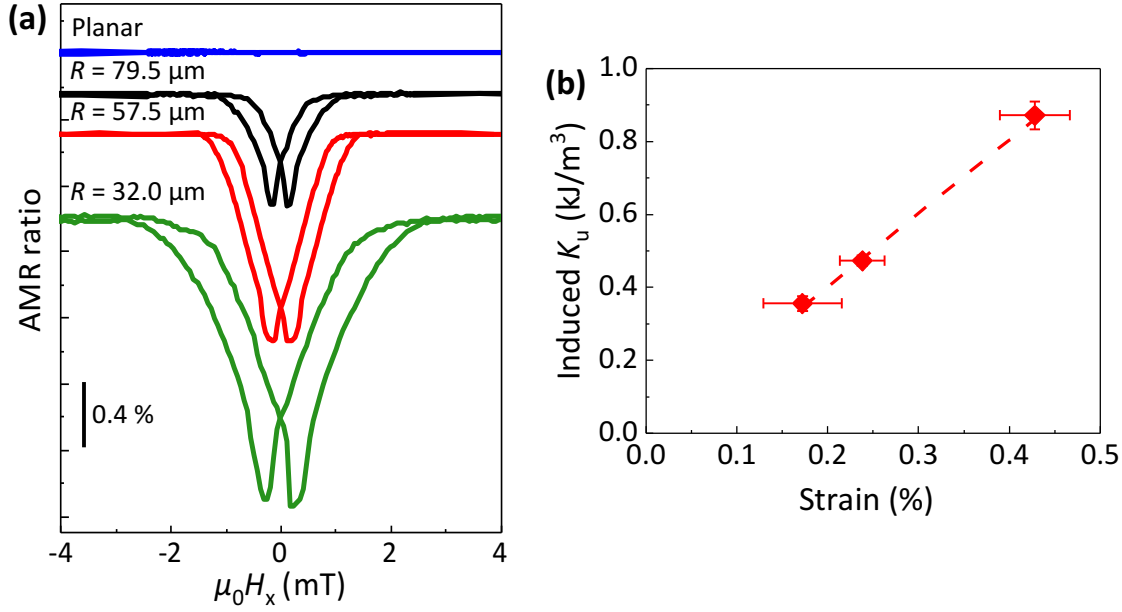 (a)
Planar
R = 79.5 μm
R = 57.5 μm
R = 32.0 μm
AMR ratio
0.4 %
-4 -2 0 2 4
μ0Hx (mT)
(b)
1.0
0.8
0.6
0.4
0.2
0.0
Induced Ku (kJ/m³)
0.0 0.1 0.2 0.3 0.4 0.5
Strain (%)